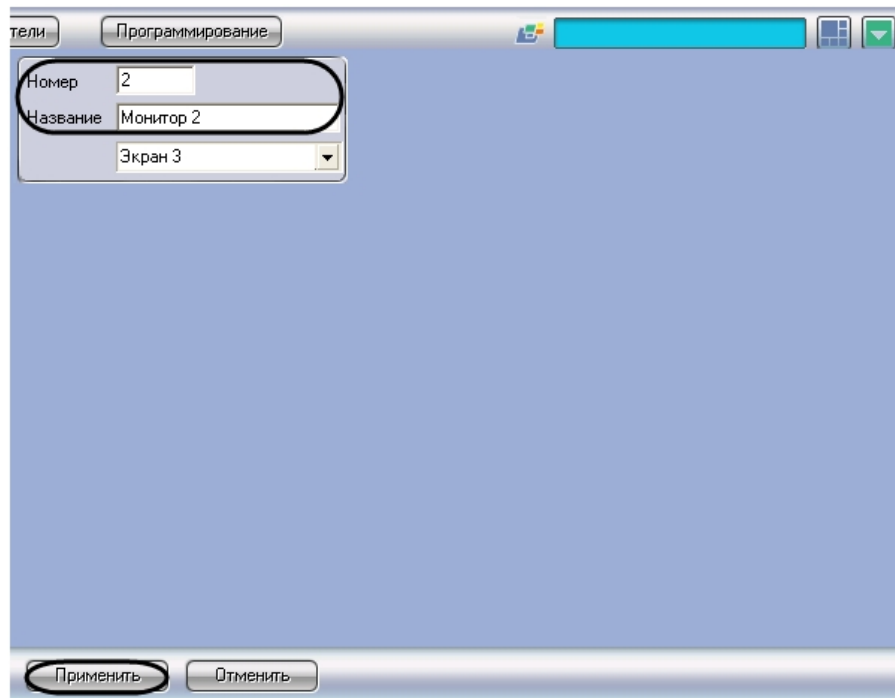 тели Программирование
Номер 2
Название Монитор 2
Экран 3
Применить Отменить